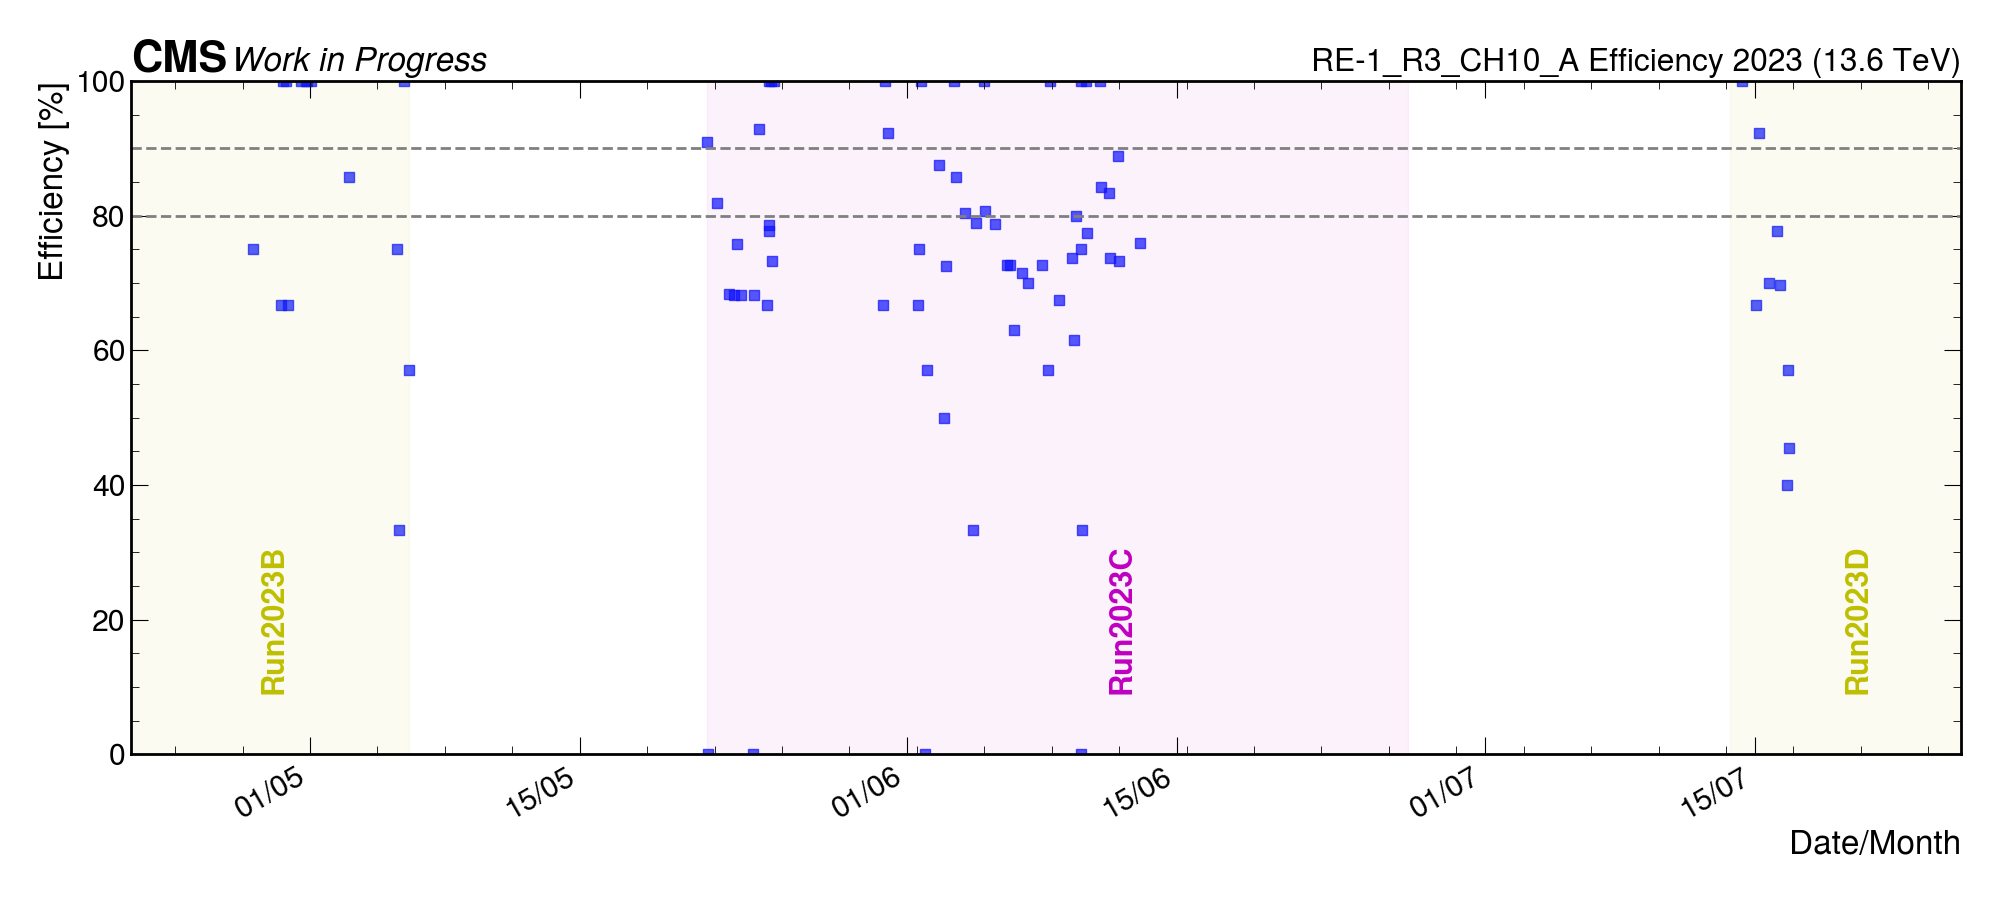 CMS Work in Progress
RE-1_R3_CH10_A Efficiency 2023 (13.6 TeV)
Efficiency [%]
100
80
60
40
20
0
Run2023B
Run2023C
Run2023D
01/05
15/05
01/06
15/06
01/07
15/07
Date/Month